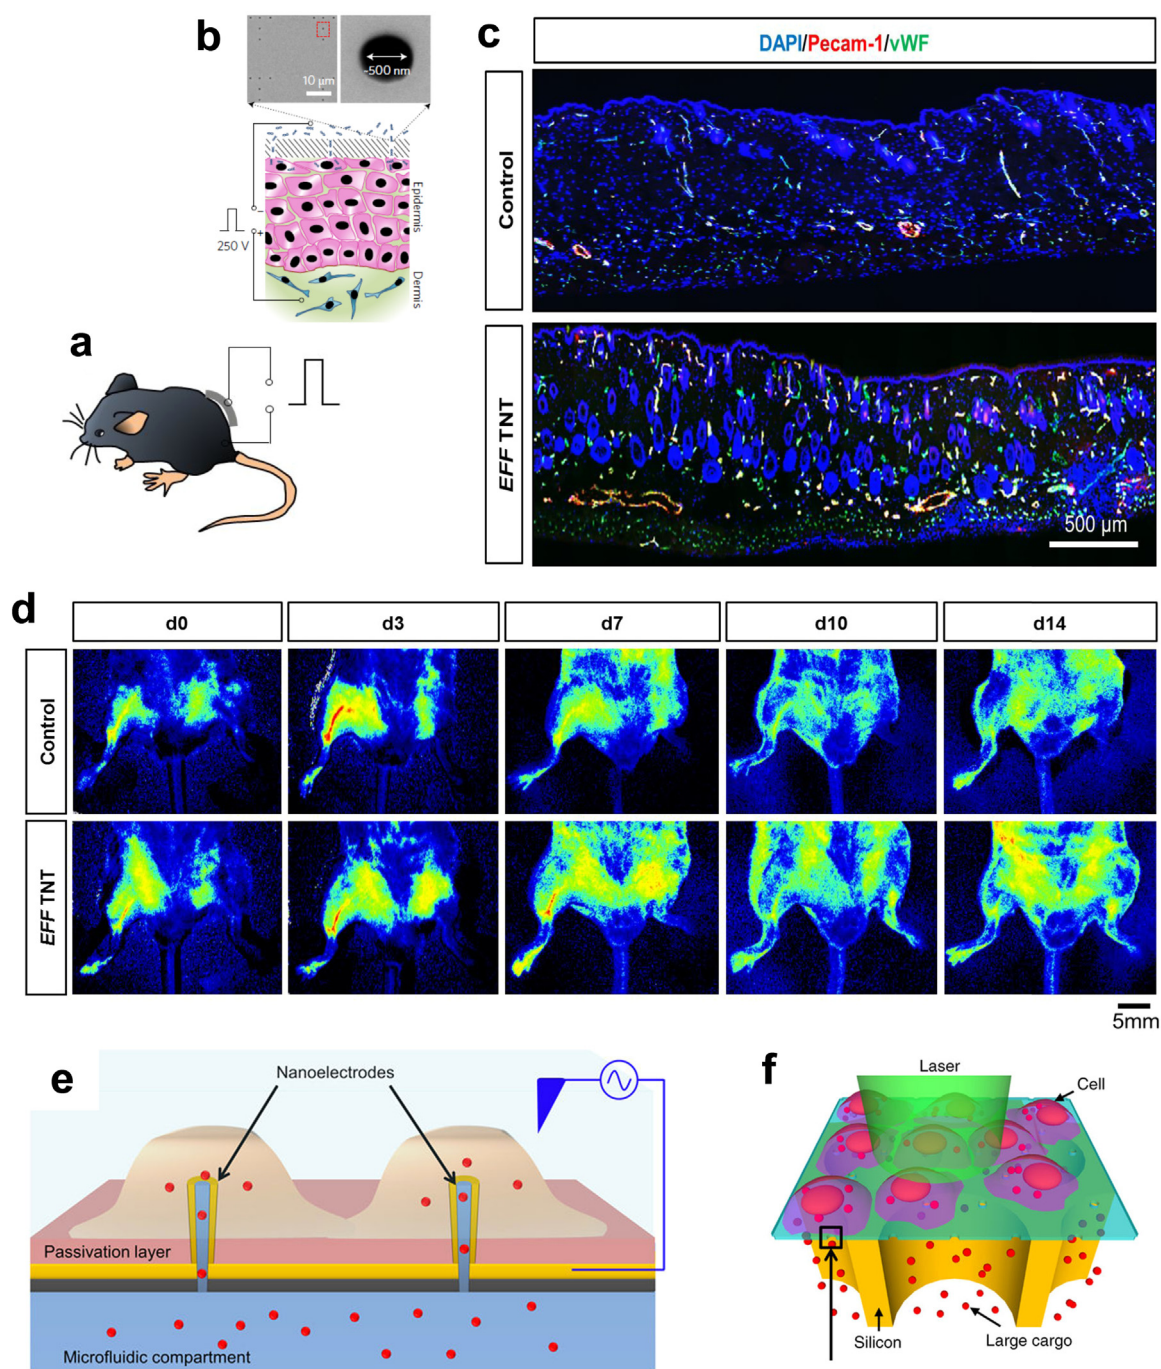 b
10 µm
~500 nm
Epidermis
Dermis
−
+
250 V
a
c
DAPI/Pecam-1/vWF
Control
EFF TNT
500 µm
d
d0
d3
d7
d10
d14
Control
EFF TNT
5mm
e
Nanoelectrodes
Passivation layer
Microfluidic compartment
f
Laser
Cell
Silicon
Large cargo